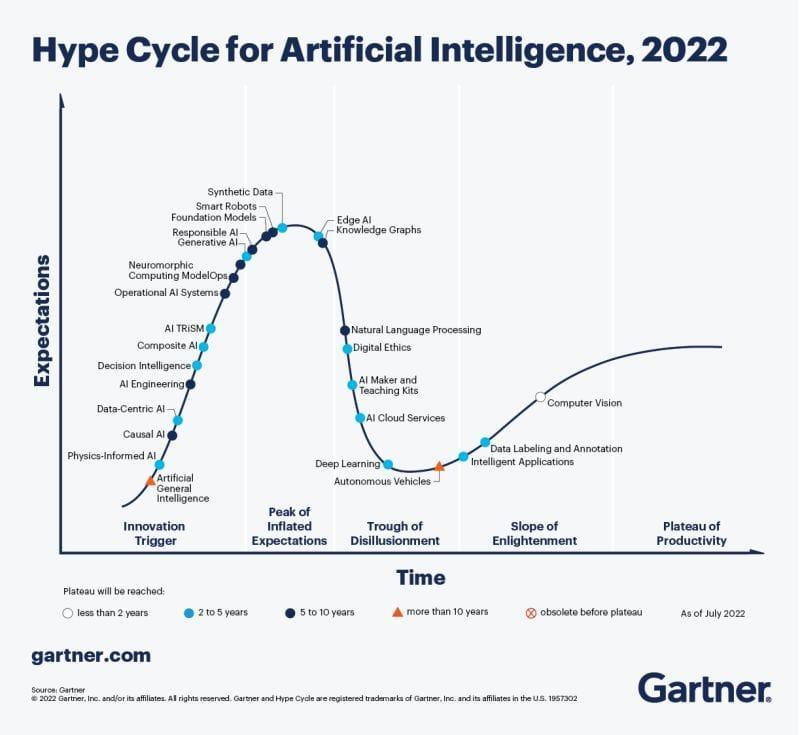 Hype Cycle for Artificial Intelligence, 2022
Expectations
Synthetic Data
Smart Robots
Foundation Models
Responsible AI
Generative AI
Neuromorphic
Computing ModelOps
Operational AI Systems
AI TRiSM
Composite AI
Decision Intelligence
AI Engineering
Data-Centric AI
Causal AI
Physics-Informed AI
Artificial
General
Intelligence
Edge AI
Knowledge Graphs
Natural Language Processing
Digital Ethics
AI Maker and
Teaching Kits
AI Cloud Services
Deep Learning
Autonomous Vehicles
Computer Vision
Data Labeling and Annotation
Intelligent Applications
Innovation
Trigger
Peak of
Inflated
Expectations
Trough of
Disillusionment
Slope of
Enlightenment
Plateau of
Productivity
Time
Plateau will be reached:
less than 2 years
2 to 5 years
5 to 10 years
more than 10 years
obsolete before plateau
As of July 2022
gartner.com
Source: Gartner
© 2022 Gartner, Inc. and/or its affiliates. All rights reserved. Gartner and Hype Cycle are registered trademarks of Gartner, Inc. and its affiliates in the U.S. 1957302
Gartner®